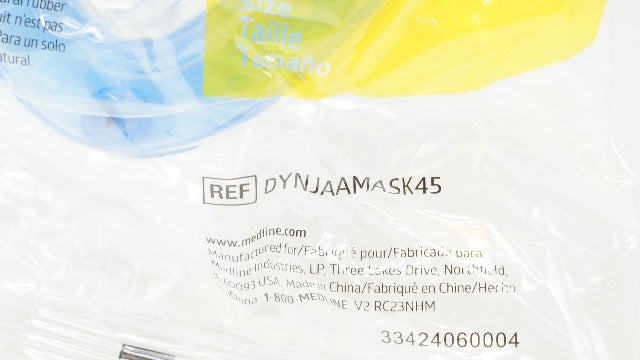 rubber
uit n'est pas
Para un solo
atural.
Size
Taille
Tamaño
REF DYNJAAMASK45
www.medline.com
Manufactured for/Fabriqué pour/Fabricado para
Medline Industries, LP, Three Lakes Drive, Northfield,
60093 USA Made in China/Fabriqué en Chine/Hecho
China 1-800-MEDLINE V2 RC23NHM
33424060004